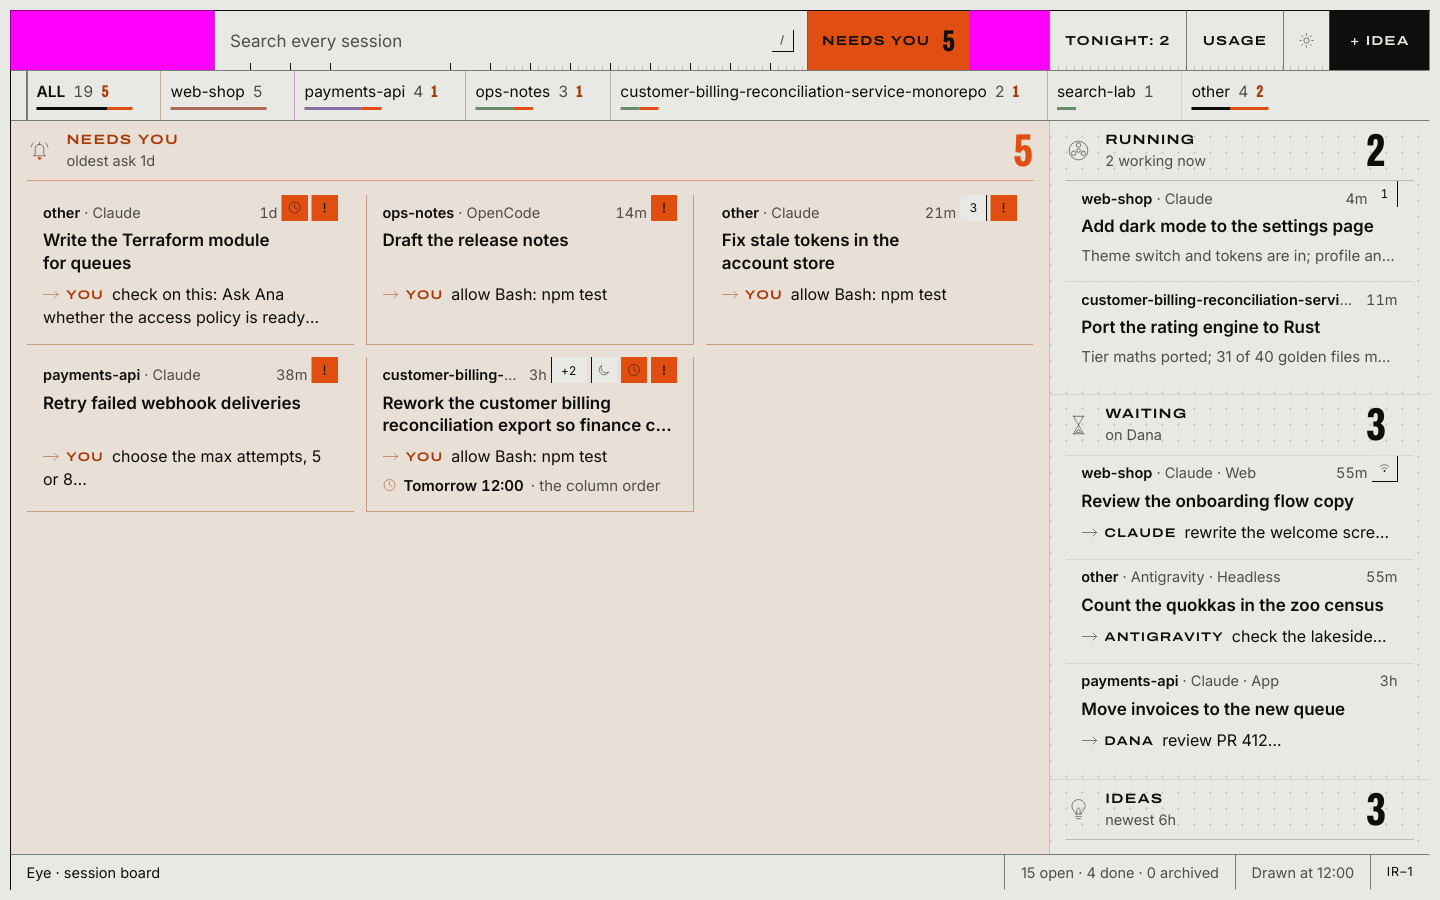 Search every session
/
NEEDS YOU 5
TONIGHT: 2
USAGE
+ IDEA
ALL 19 5
web-shop 5
payments-api 4 1
ops-notes 3 1
customer-billing-reconciliation-service-monorepo 2 1
search-lab 1
other 4 2
NEEDS YOU
oldest ask 1d
5
other · Claude 1d !
Write the Terraform module
for queues
→ YOU check on this: Ask Ana
whether the access policy is ready…
ops-notes · OpenCode 14m !
Draft the release notes
→ YOU allow Bash: npm test
other · Claude 21m 3 !
Fix stale tokens in the
account store
→ YOU allow Bash: npm test
payments-api · Claude 38m !
Retry failed webhook deliveries
→ YOU choose the max attempts, 5
or 8…
customer-billing-… 3h +2 !
Rework the customer billing
reconciliation export so finance c…
→ YOU allow Bash: npm test
Tomorrow 12:00 · the column order
RUNNING
2 working now
2
web-shop · Claude 4m 1
Add dark mode to the settings page
Theme switch and tokens are in; profile an…
customer-billing-reconciliation-servi… 11m
Port the rating engine to Rust
Tier maths ported; 31 of 40 golden files m…
WAITING
on Dana
3
web-shop · Claude · Web 55m
Review the onboarding flow copy
→ CLAUDE rewrite the welcome scre…
other · Antigravity · Headless 55m
Count the quokkas in the zoo census
→ ANTIGRAVITY check the lakeside…
payments-api · Claude · App 3h
Move invoices to the new queue
→ DANA review PR 412…
IDEAS
newest 6h
3
Eye · session board
15 open · 4 done · 0 archived
Drawn at 12:00
IR–1